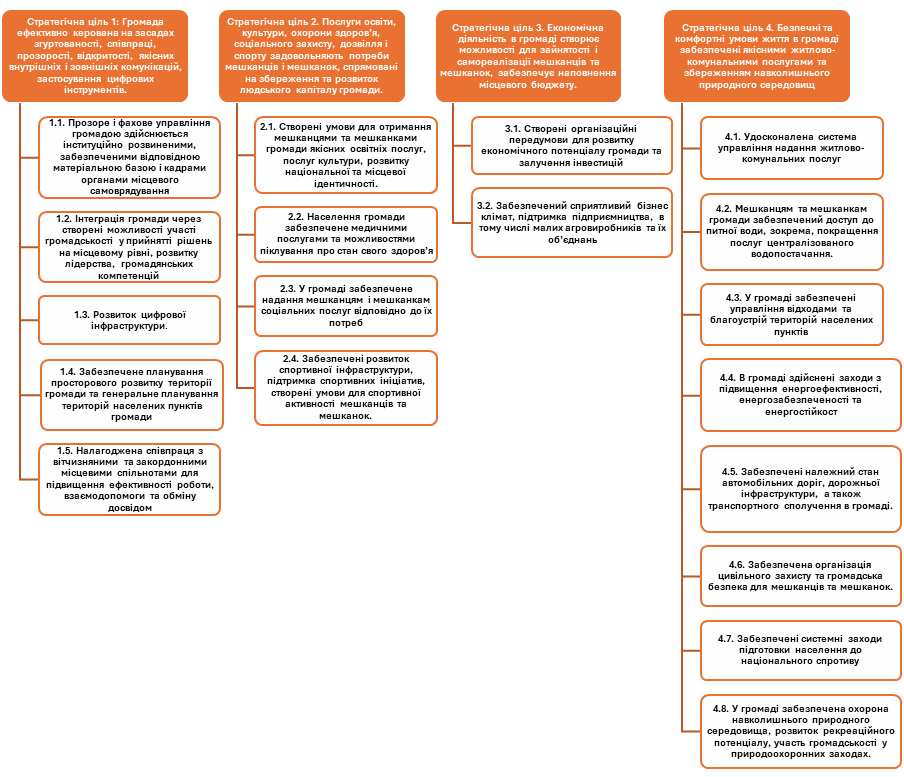 Стратегічна ціль 1: Громада
ефективно керована на засадах
згуртованості, співпраці,
прозорості, відкритості, якісних
внутрішніх і зовнішніх комунікацій,
застосування цифрових
інструментів.
1.1. Прозоре і фахове управління
громадою здійснюється
інституційно розвиненими,
забезпеченими відповідною
матеріальною базою і кадрами
органами місцевого
самоврядування
1.2. Інтеграція громади через
створені можливості участі
громадськості у прийнятті рішень
на місцевому рівні, розвитку
лідерства, громадянських
компетенцій
1.3. Розвиток цифрової
інфраструктури.
1.4. Забезпечене планування
просторового розвитку території
громади та генеральне планування
територій населених пунктів
громади
1.5. Налагоджена співпраця з
вітчизняними та закордонними
місцевими спільнотами для
підвищення ефективності роботи,
взаємодопомоги та обміну
досвідом
Стратегічна ціль 2. Послуги освіти,
культури, охорони здоров’я,
соціального захисту, дозвілля і
спорту задовольняють потреби
мешканців і мешканок, спрямовані
на збереження та розвиток
людського капіталу громади.
2.1. Створені умови для отримання
мешканцями та мешканками
громади якісних освітніх послуг,
послуг культури, розвитку
національної та місцевої
ідентичності.
2.2. Населення громади
забезпечене медичними
послугами та можливостями
піклування про стан свого здоров’я
2.3. У громаді забезпечене
надання мешканцям і мешканкам
соціальних послуг відповідно до їх
потреб
2.4. Забезпечені розвиток
спортивної інфраструктури,
підтримка спортивних ініціатив,
створені умови для спортивної
активності мешканців та
мешканок.
Стратегічна ціль 3. Економічна
діяльність в громаді створює
можливості для зайнятості і
самореалізації мешканців та
мешканок, забезпечує наповнення
місцевого бюджету.
3.1. Створені організаційні
передумови для розвитку
економічного потенціалу громади та
залучення інвестицій
3.2. Забезпечений сприятливий бізнес
клімат, підтримка підприємництва, в
тому числі малих агровиробників та їх
об’єднань
Стратегічна ціль 4. Безпечні та
комфортні умови життя в громаді
забезпечені якісними житлово-
комунальними послугами та
збереженням навколишнього
природного середовищ
4.1. Удосконалена система
управління надання житлово-
комунальних послуг
4.2. Мешканцям та мешканкам
громади забезпечений доступ до
питної води, зокрема, покращення
послуг централізованого
водопостачання.
4.3. У громаді забезпечені
управління відходами та
благоустрій територій населених
пунктів
4.4. В громаді здійснені заходи з
підвищення енергоефективності,
енергозабезпеченості та
енергостійкост
4.5. Забезпечені належний стан
автомобільних доріг, дорожньої
інфраструктури, а також
транспортного сполучення в громаді.
4.6. Забезпечена організація
цивільного захисту та громадська
безпека для мешканців та мешканок.
4.7. Забезпечені системні заходи
підготовки населення до
національного спротиву
4.8. У громаді забезпечена охорона
навколишнього природного
середовища, розвиток рекреаційного
потенціалу, участь громадськості у
природоохоронних заходах.